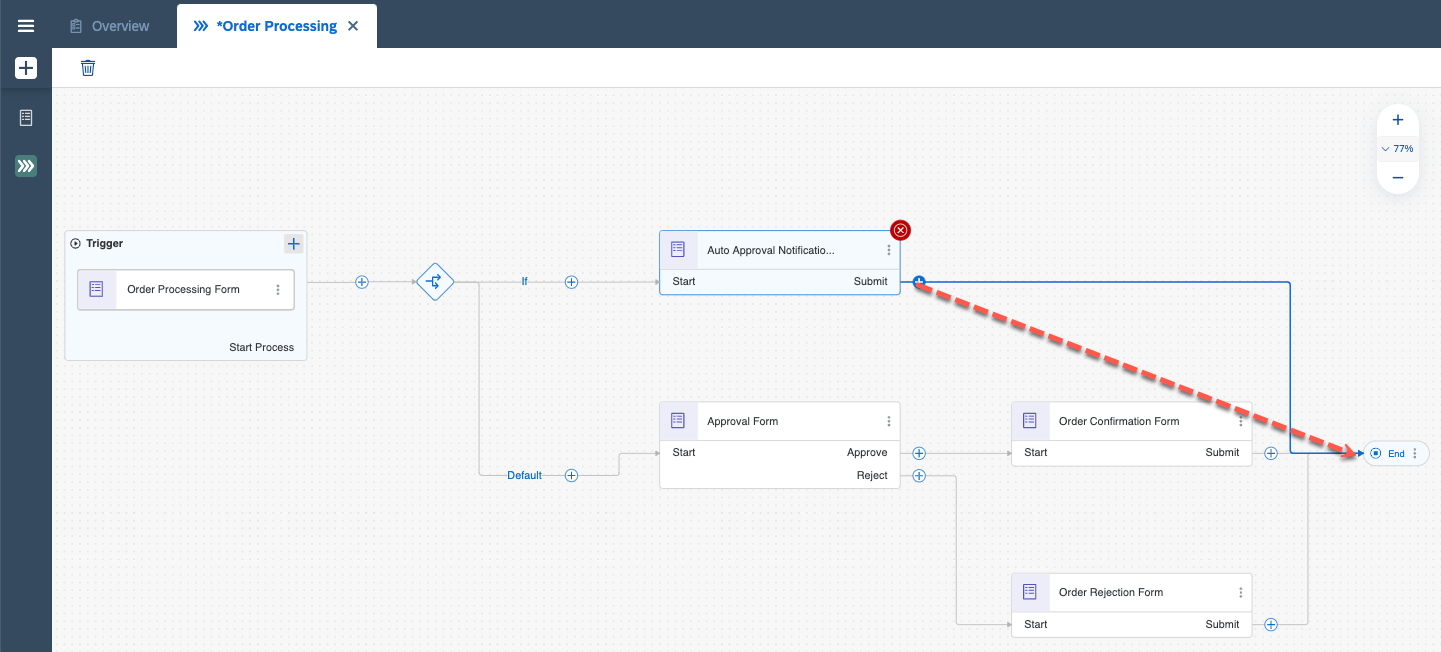 Overview
*Order Processing
77%
Trigger
Order Processing Form
Start Process
If
Auto Approval Notificatio...
Start Submit
Default
Approval Form
Start Approve
Reject
Order Confirmation Form
Start Submit
End
Order Rejection Form
Start Submit